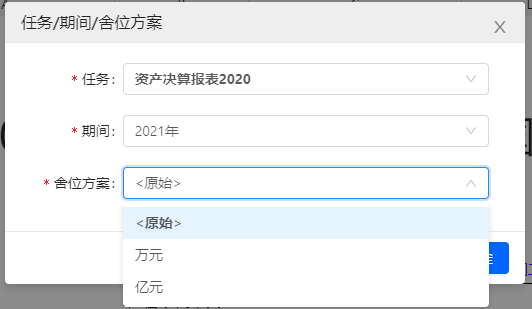 任务/期间/舍位方案
* 任务: 资产决算报表2020
* 期间: 2021年
* 舍位方案: <原始>
<原始>
万元
亿元